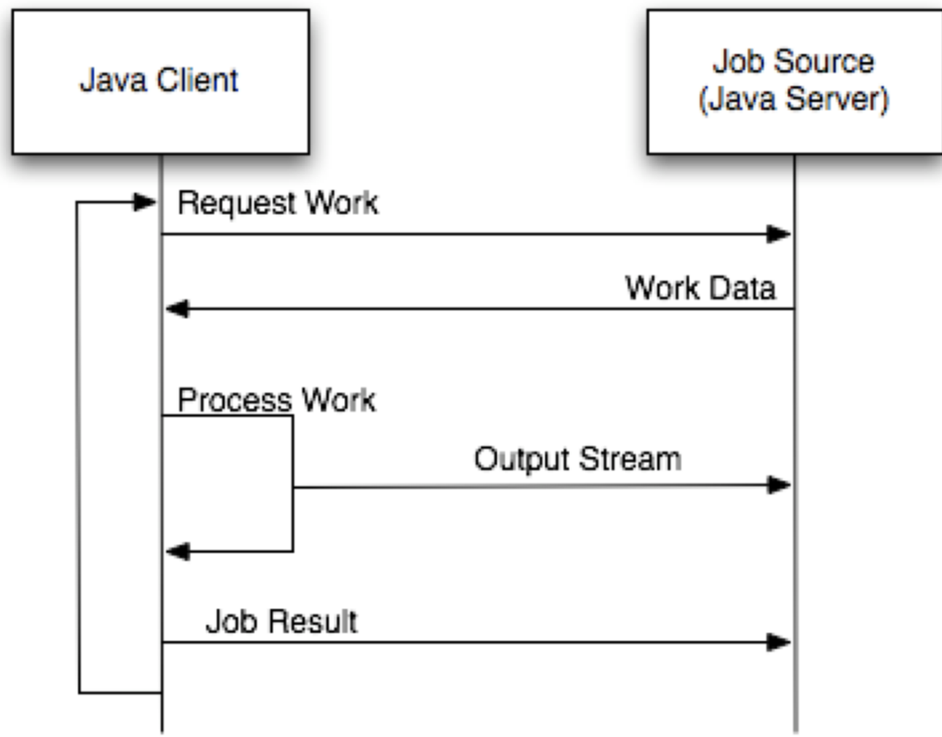 Java Client
Job Source
(Java Server)
Request Work
Work Data
Process Work
Output Stream
Job Result